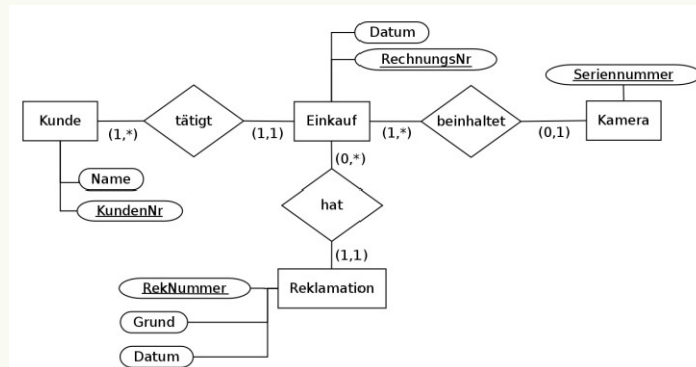 Datum
RechnungsNr
Seriennummer
Kunde
(1,*)
tätigt
(1,1)
Einkauf
(1,*)
beinhaltet
(0,1)
Kamera
(0,*)
Name
KundenNr
hat
(1,1)
RekNummer
Reklamation
Grund
Datum